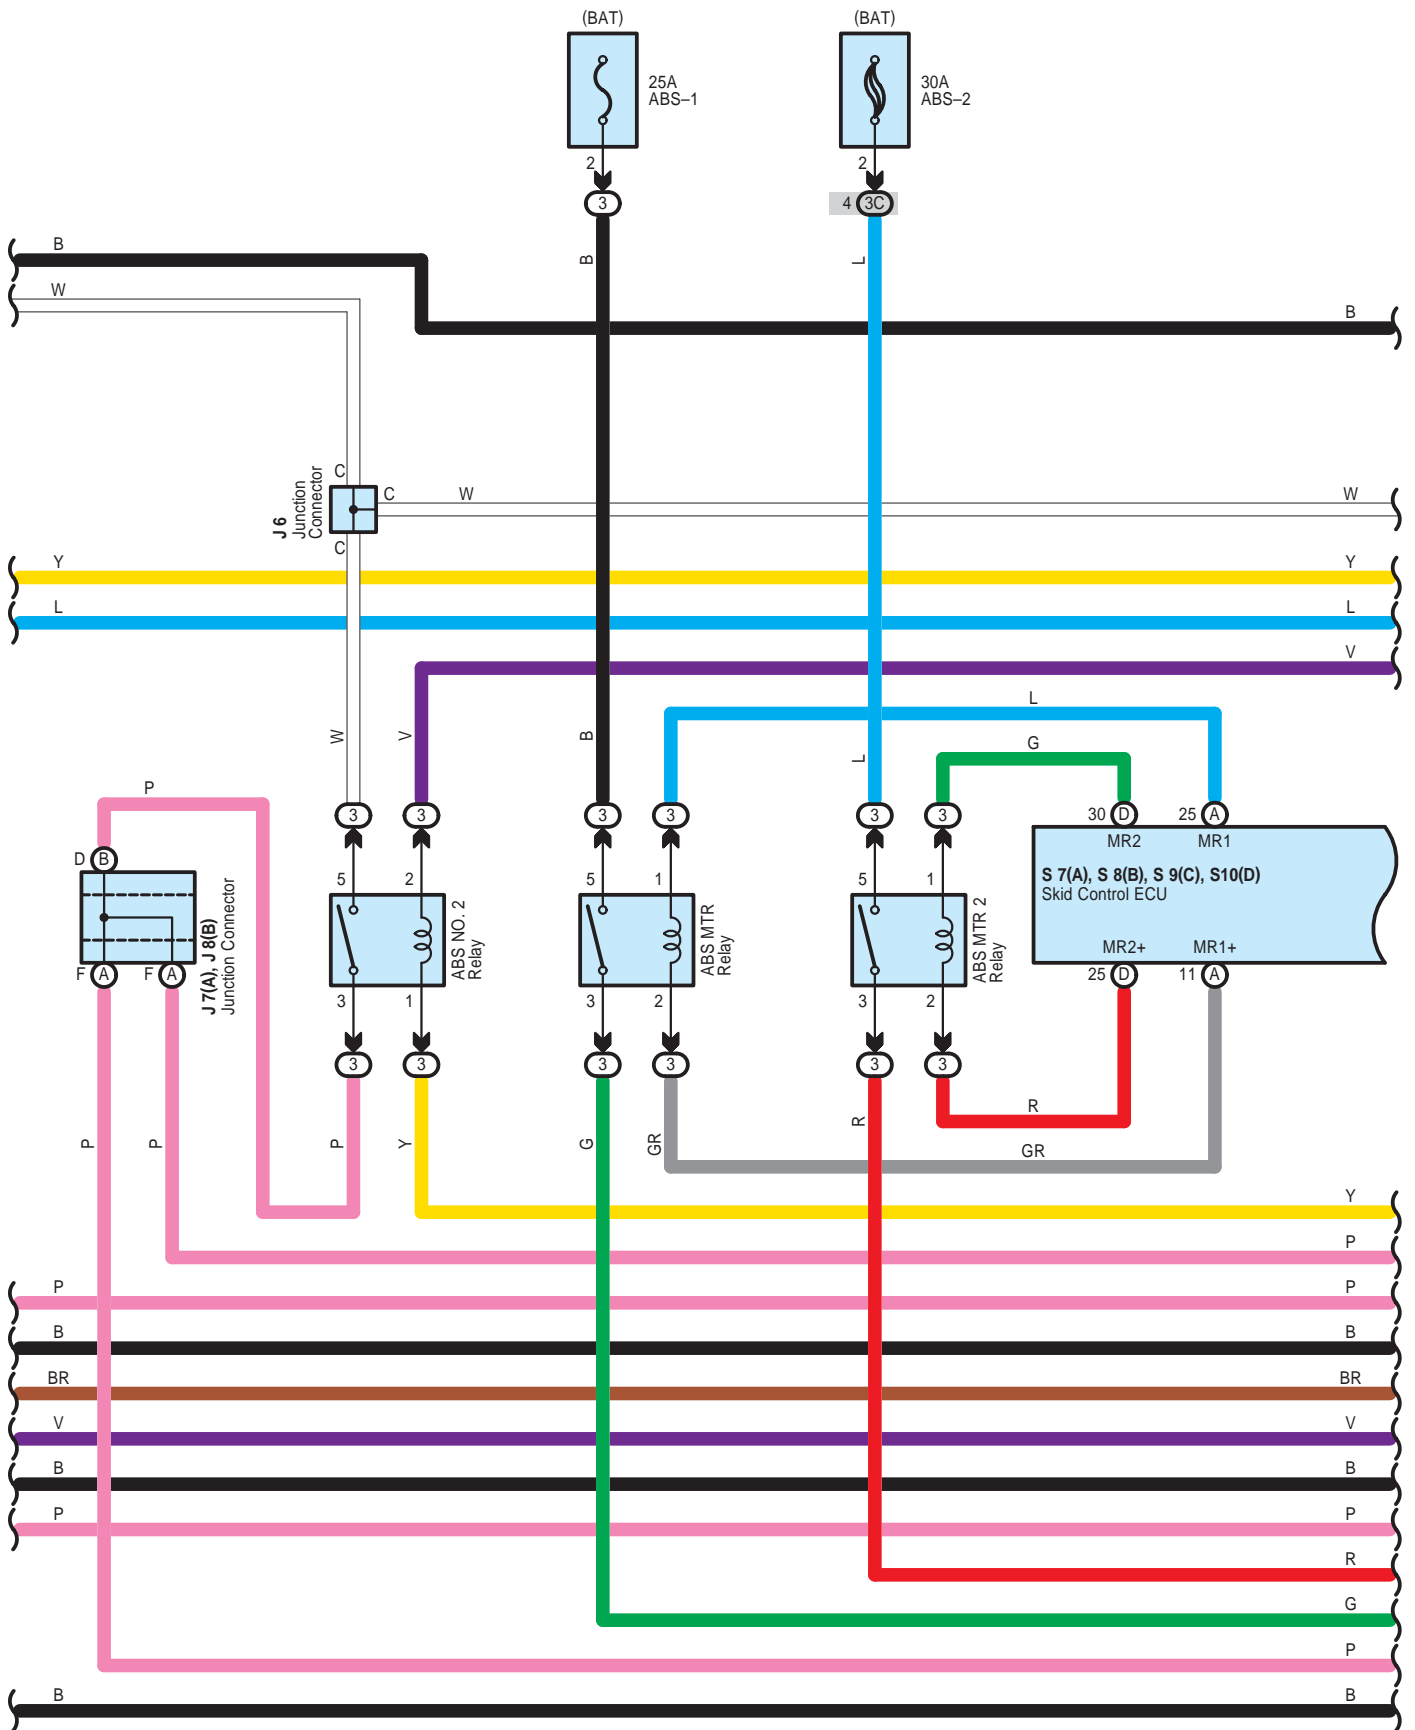 (BAT)
(BAT)
25A
ABS–1
30A
ABS–2
2
2
3
4 3C
B
B
L
W
B
C
J 6
Junction
Connector
C
W
W
C
Y
Y
L
L
V
L
W
V
B
L
G
P
3
3
3
3
3
3
30 D
25 A
MR2
MR1
D B
5
2
5
1
5
1
S 7(A), S 8(B), S 9(C), S10(D)
Skid Control ECU
J 7(A), J 8(B)
Junction Connector
ABS NO. 2
Relay
ABS MTR
Relay
ABS MTR 2
Relay
MR2+
MR1+
F A
F A
25 D
11 A
3
1
3
2
3
2
3
3
3
3
3
3
R
P
P
P
Y
G
GR
R
GR
Y
P
P
P
B
B
BR
BR
V
V
B
B
P
P
R
G
P
B
B